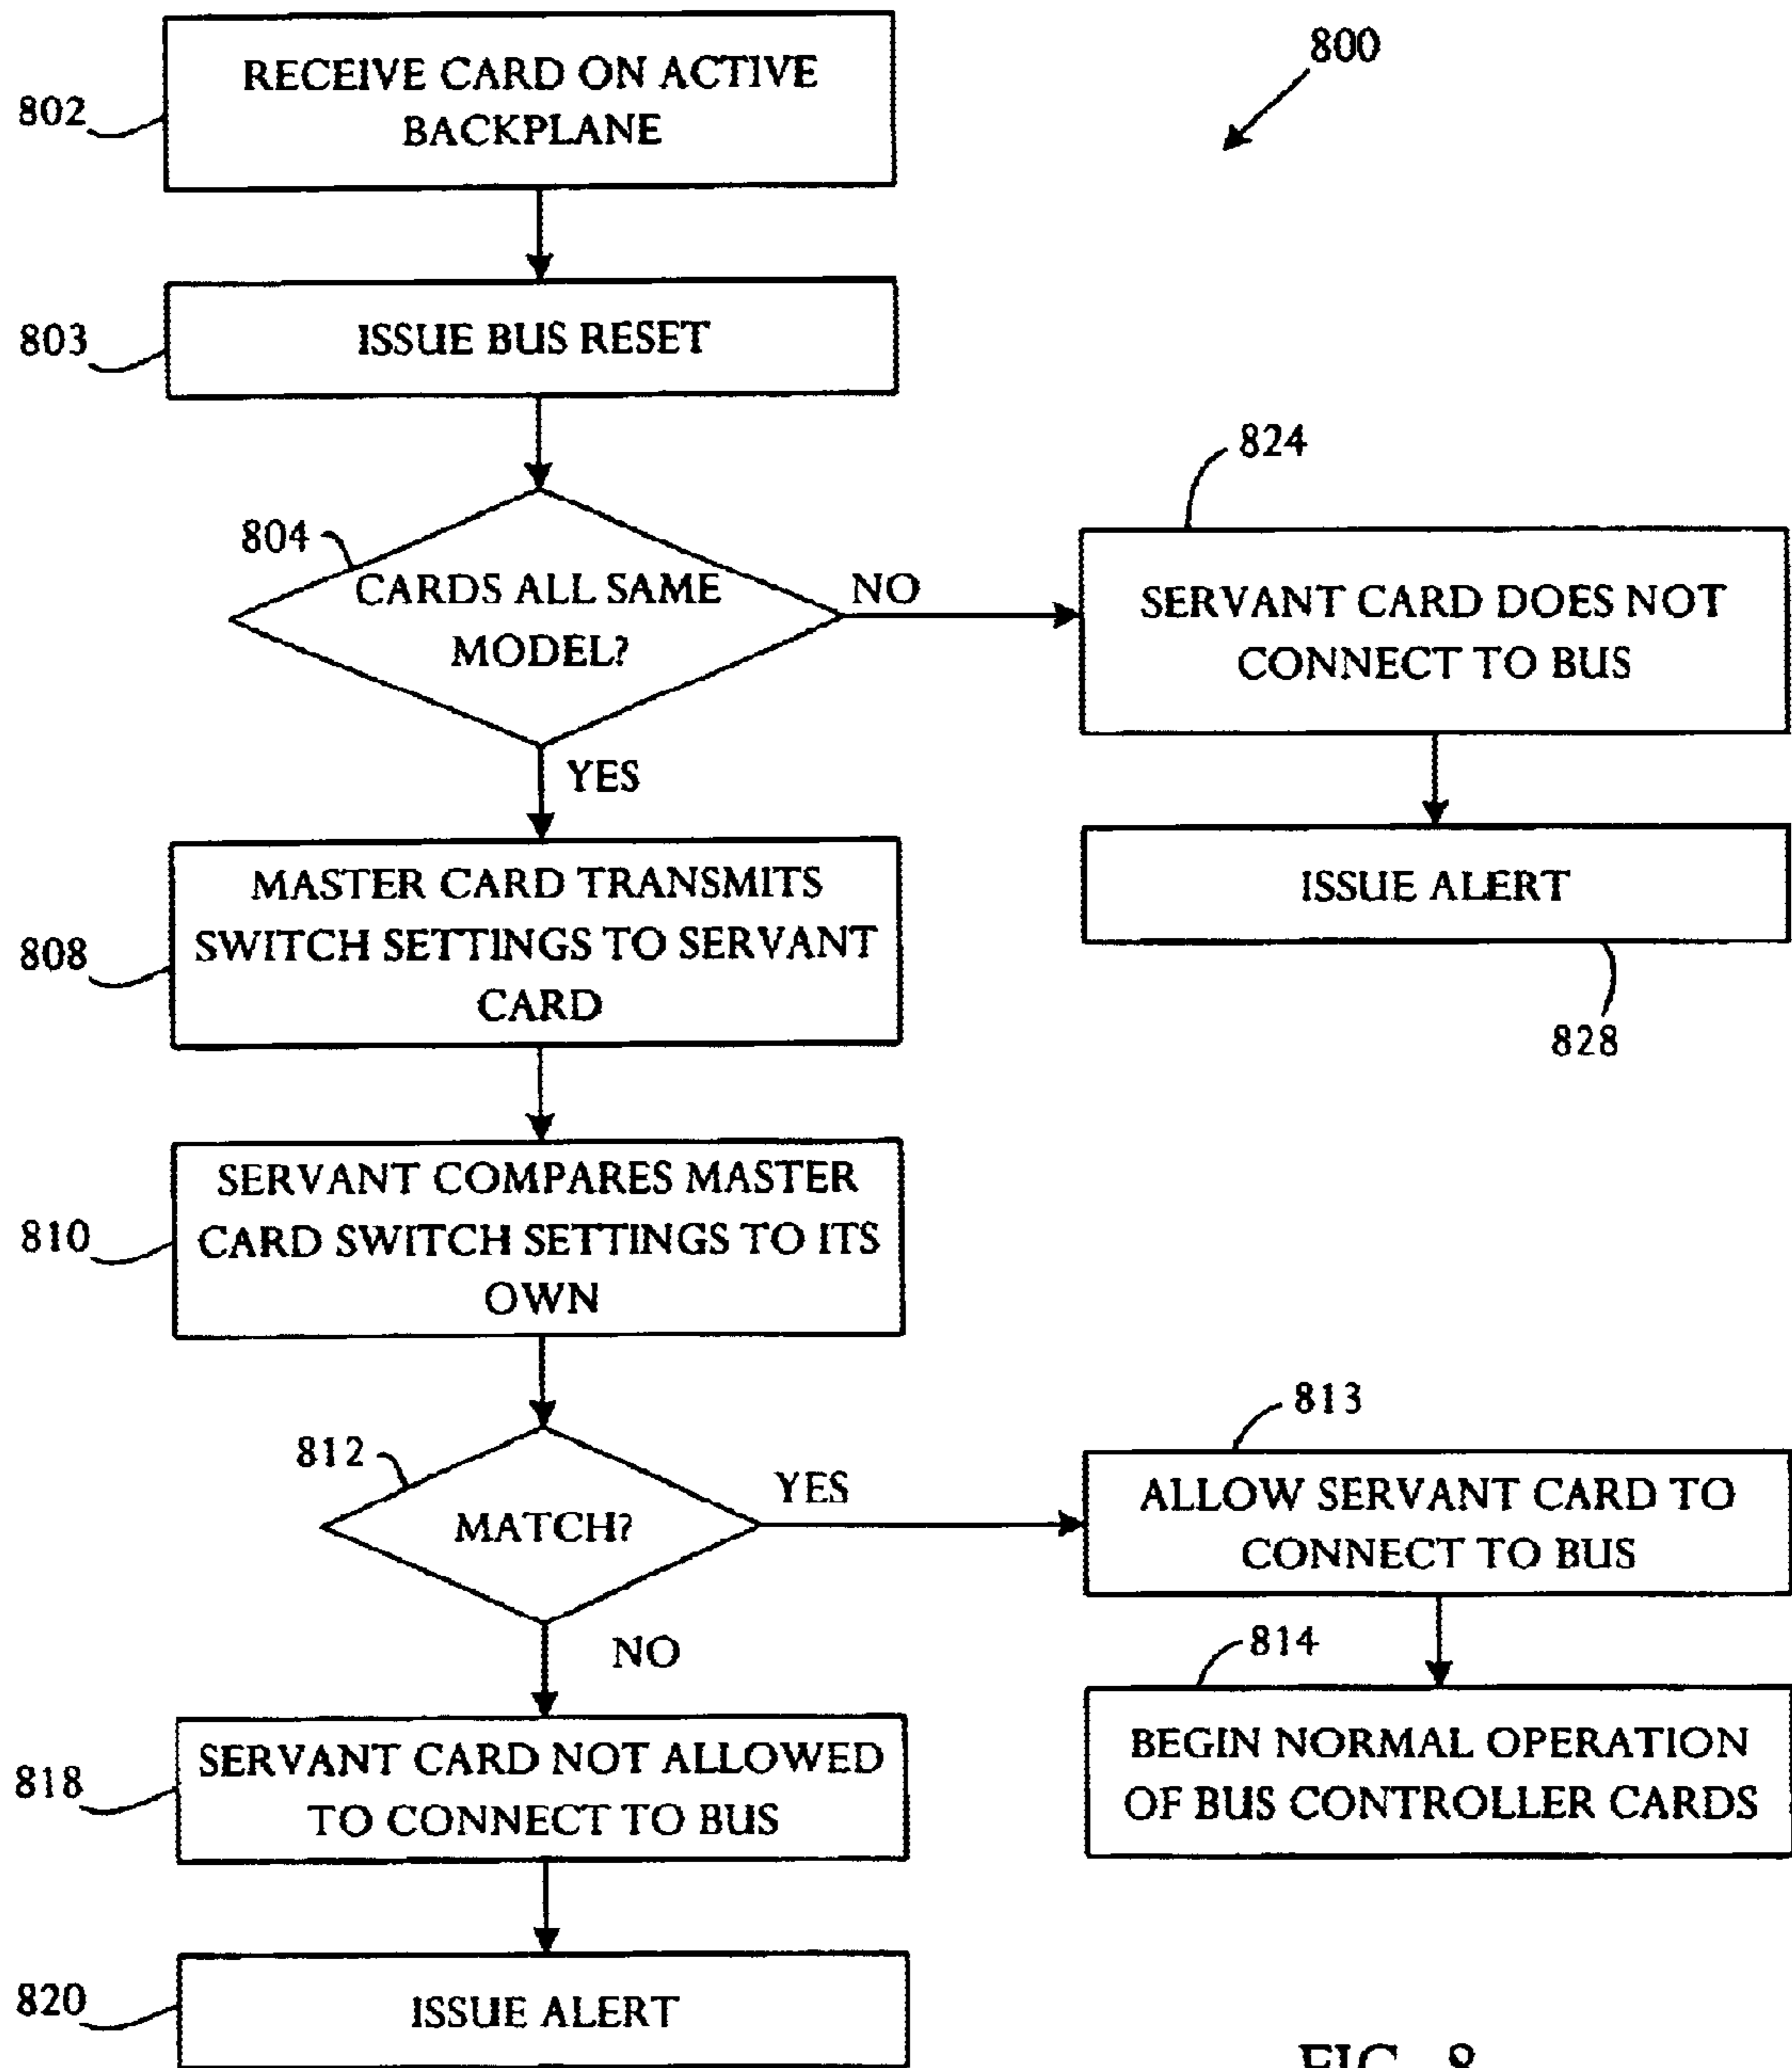 800
802
RECEIVE CARD ON ACTIVE
BACKPLANE
803
ISSUE BUS RESET
804
CARDS ALL SAME
MODEL?
NO
YES
824
SERVANT CARD DOES NOT
CONNECT TO BUS
ISSUE ALERT
828
808
MASTER CARD TRANSMITS
SWITCH SETTINGS TO SERVANT
CARD
810
SERVANT COMPARES MASTER
CARD SWITCH SETTINGS TO ITS
OWN
812
MATCH?
YES
NO
813
ALLOW SERVANT CARD TO
CONNECT TO BUS
814
BEGIN NORMAL OPERATION
OF BUS CONTROLLER CARDS
818
SERVANT CARD NOT ALLOWED
TO CONNECT TO BUS
820
ISSUE ALERT
FIG. 8